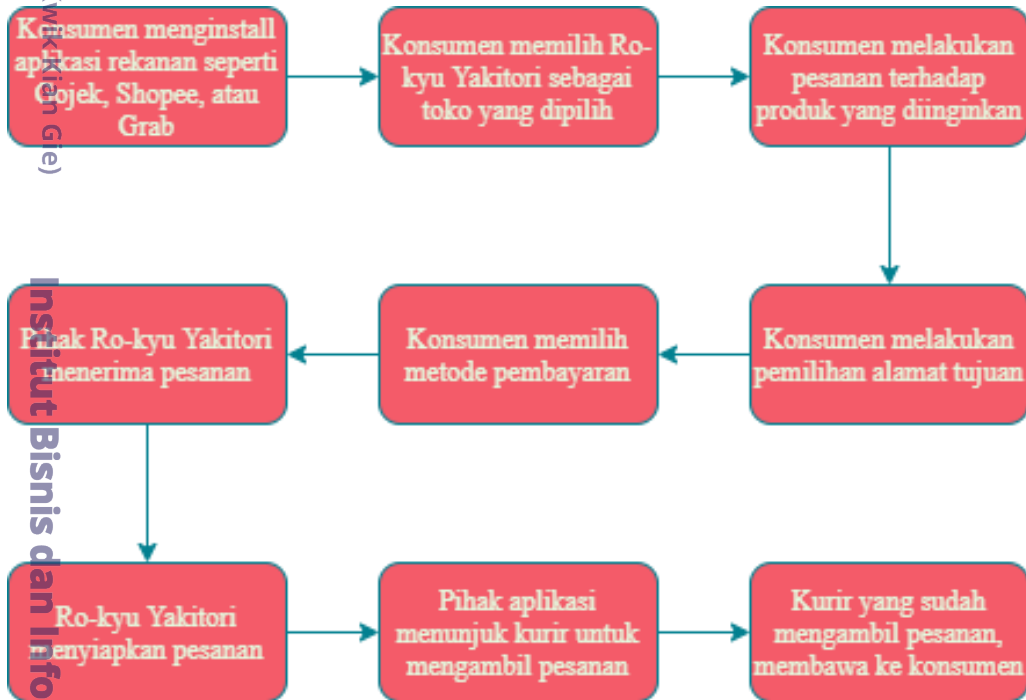 Konsumen menginstall
aplikasi rekanan seperti
Gojek, Shopee, atau
Grab
Konsumen memilih Ro-
kyu Yakitori sebagai
toko yang dipilih
Konsumen melakukan
pesanan terhadap
produk yang diinginkan
Konsumen melakukan
pemilihan alamat tujuan
Konsumen memilih
metode pembayaran
Pihak Ro-kyu Yakitori
menerima pesanan
Ro-kyu Yakitori
menyiapkan pesanan
Pihak aplikasi
menunjuk kurir untuk
mengambil pesanan
Kurir yang sudah
mengambil pesanan,
membawa ke konsumen
Kwik Kian Gie)
Institut Bisnis dan Info